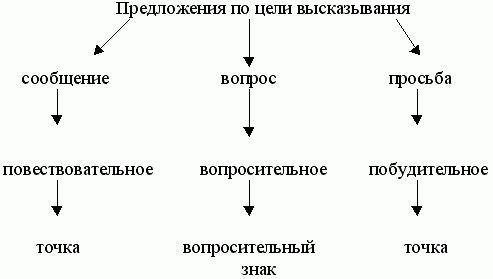 Предложения по цели высказывания
сообщение вопрос просьба
повествовательное вопросительное побудительное
точка вопросительный точка
знак